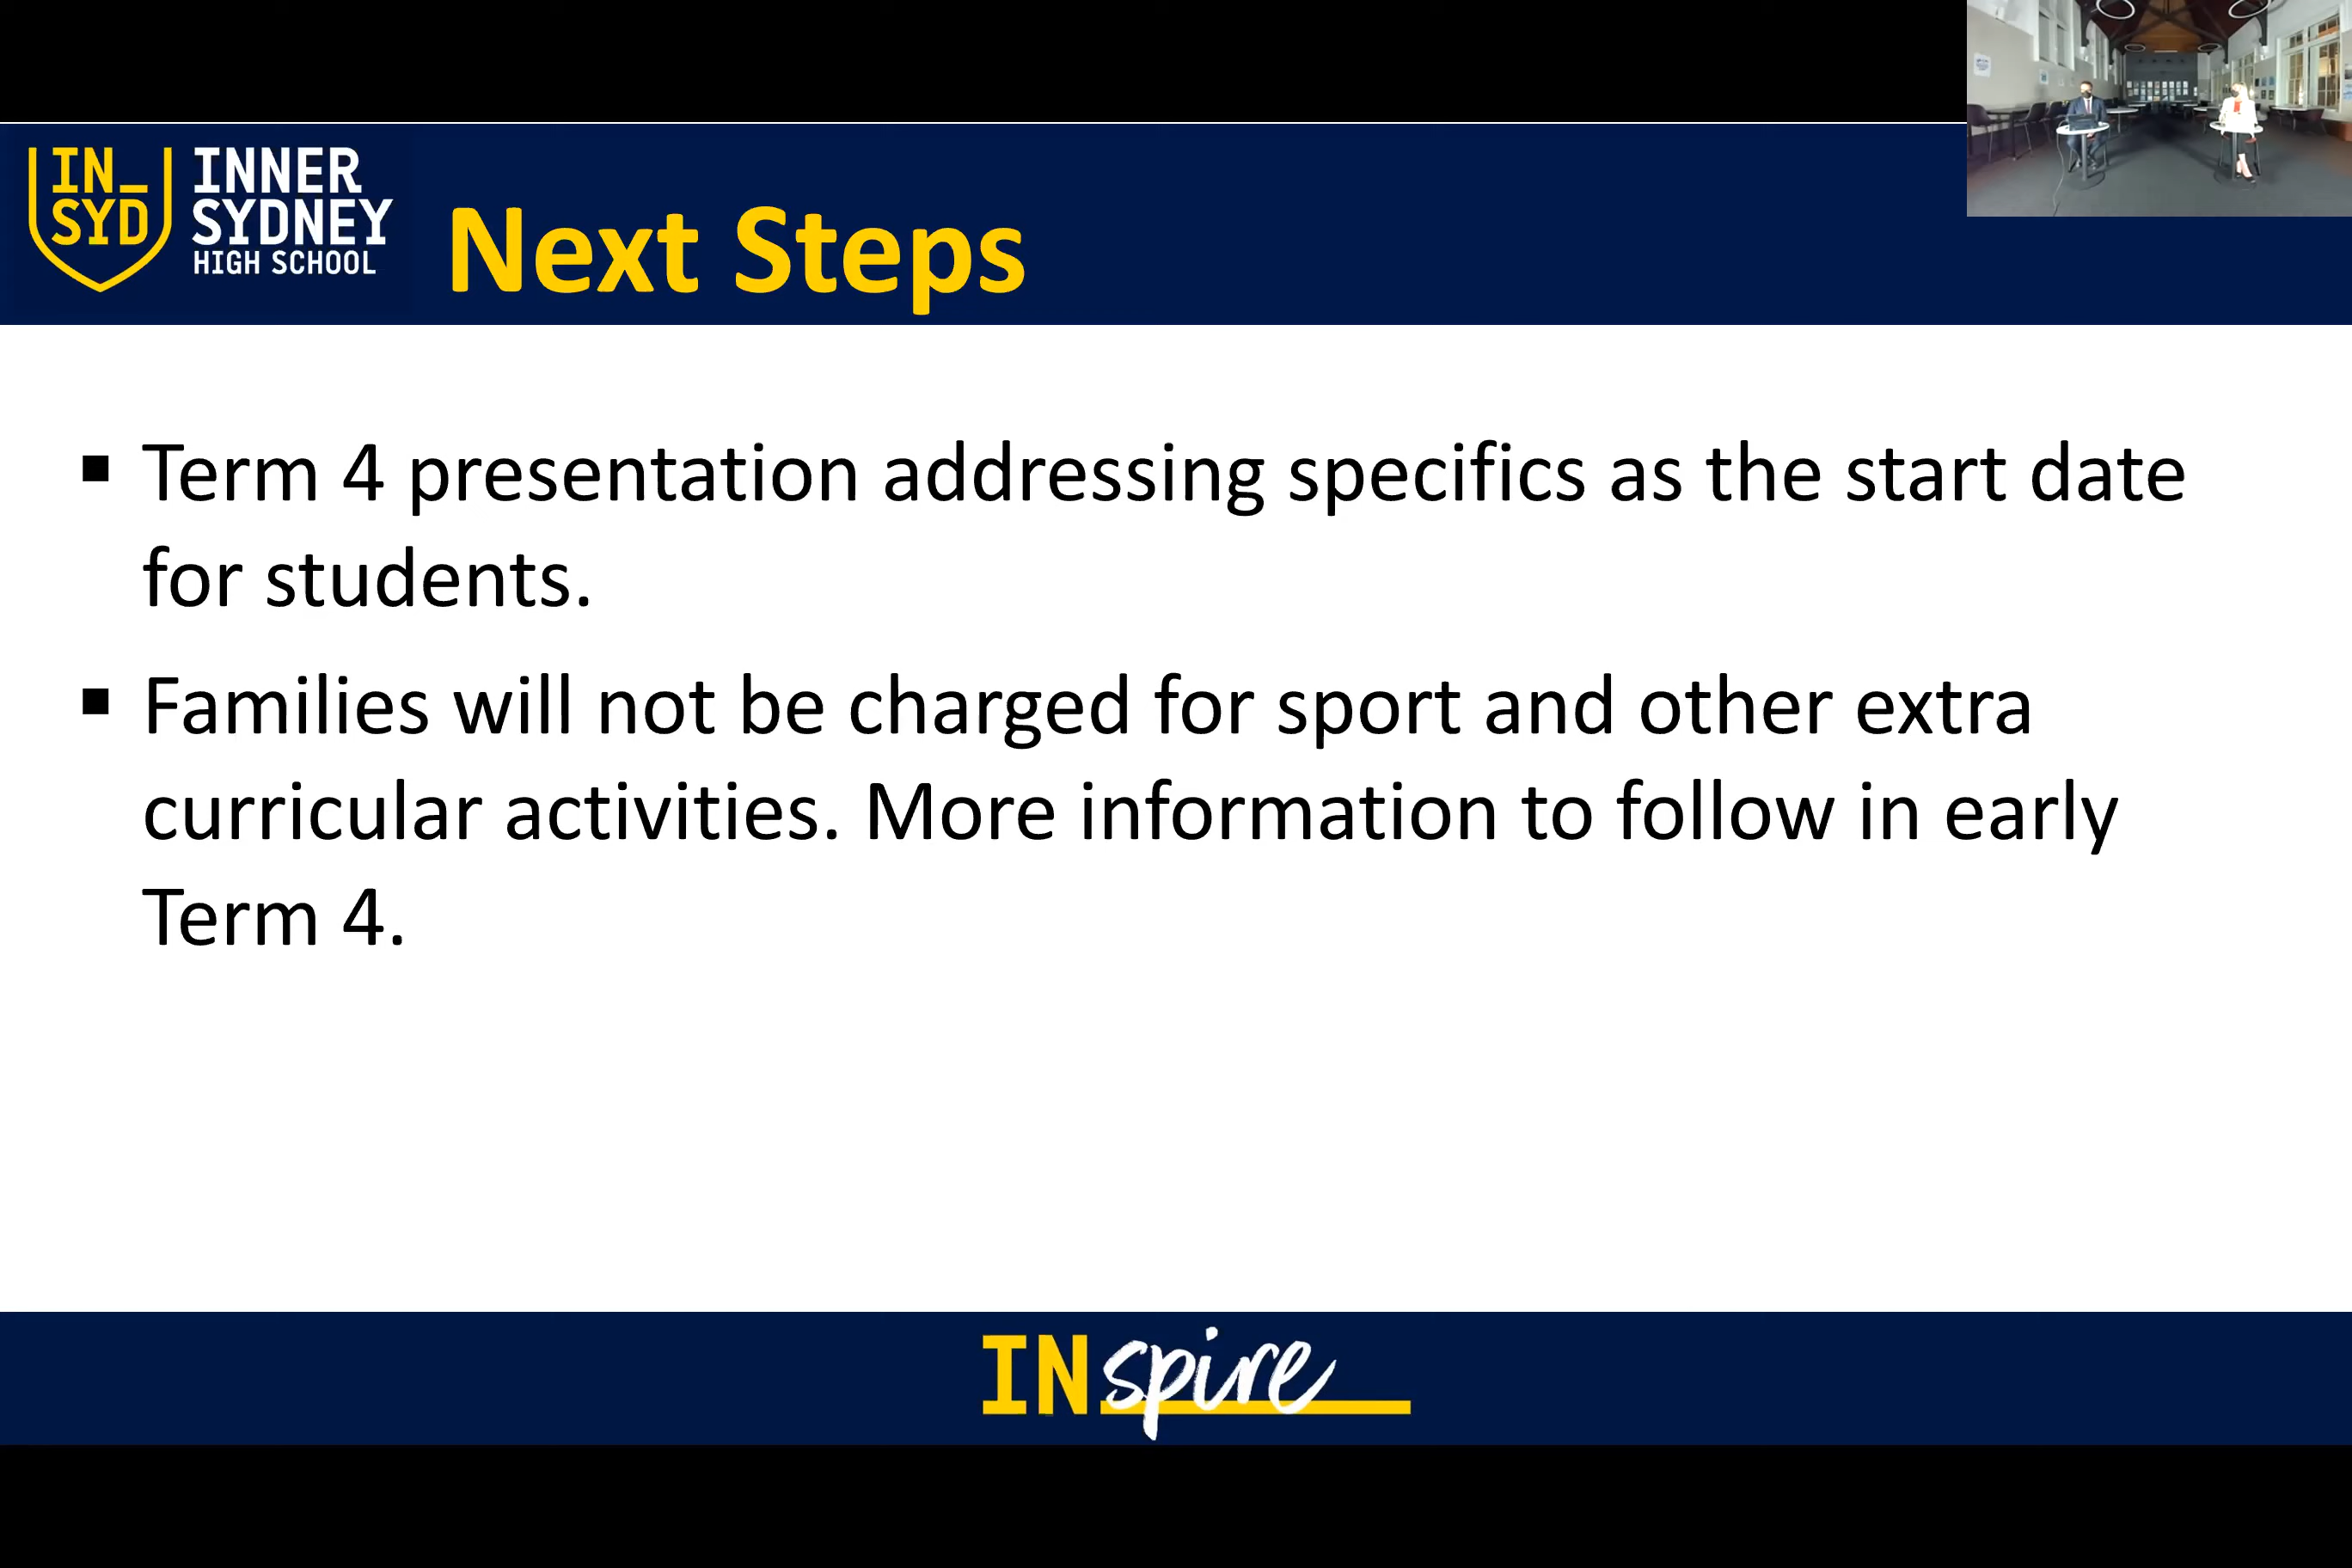 IN_
SYD
INNER
SYDNEY
HIGH SCHOOL
Next Steps
▪ Term 4 presentation addressing specifics as the start date
for students.
▪ Families will not be charged for sport and other extra
curricular activities. More information to follow in early
Term 4.
INspire